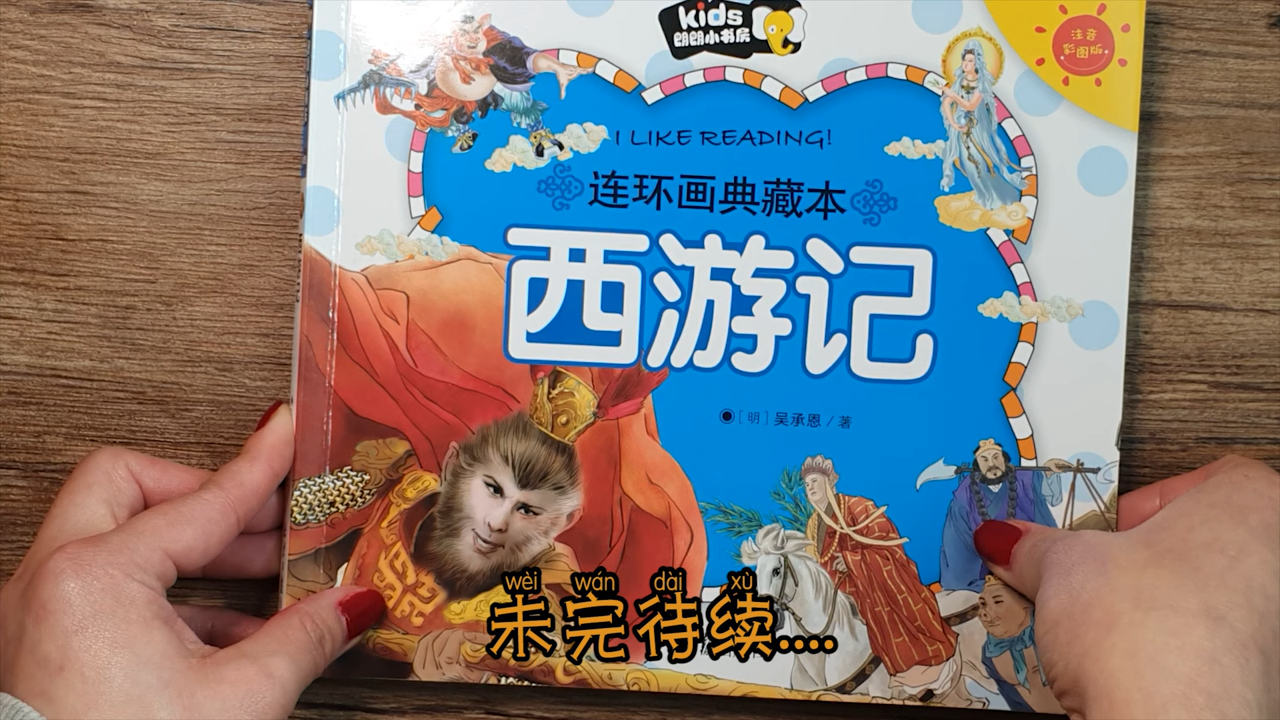 kids
朗朗小书房
注音
彩图版
I LIKE READING!
连环画典藏本
西游记
[明]吴承恩/著
wèi wán dài xù
未完待续....